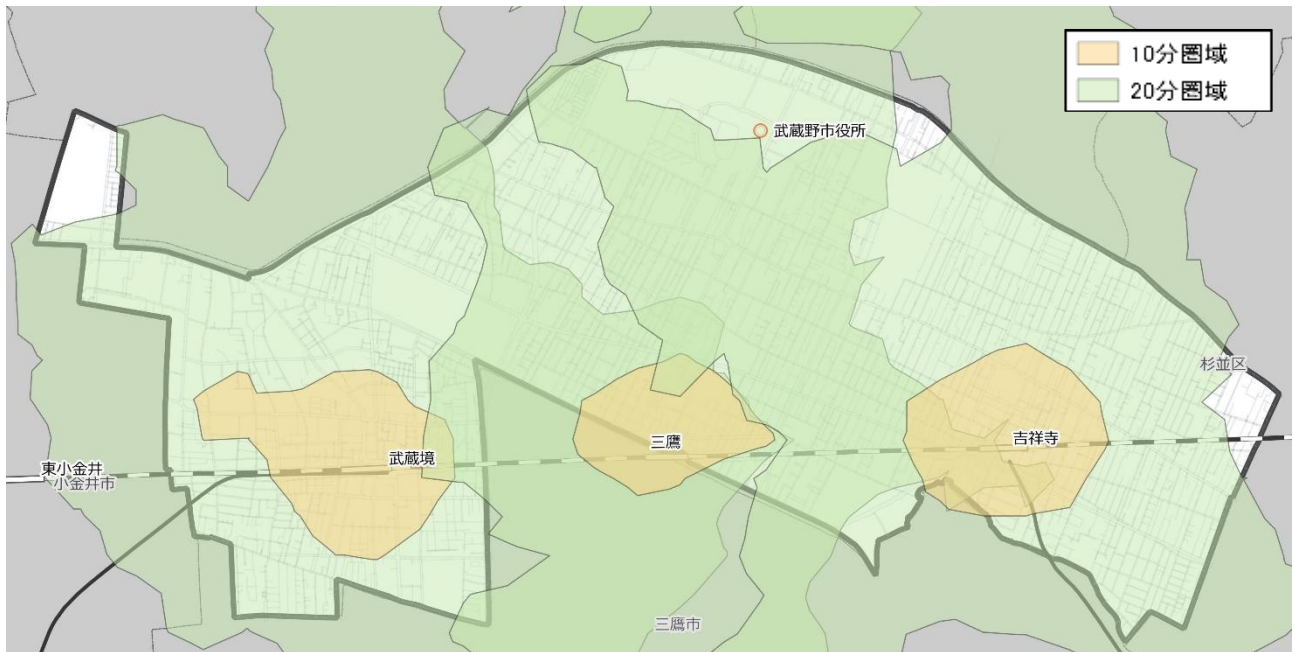 10分圏域
20分圏域
武蔵野市役所
杉並区
三鷹
吉祥寺
武蔵境
東小金井
小金井市
三鷹市